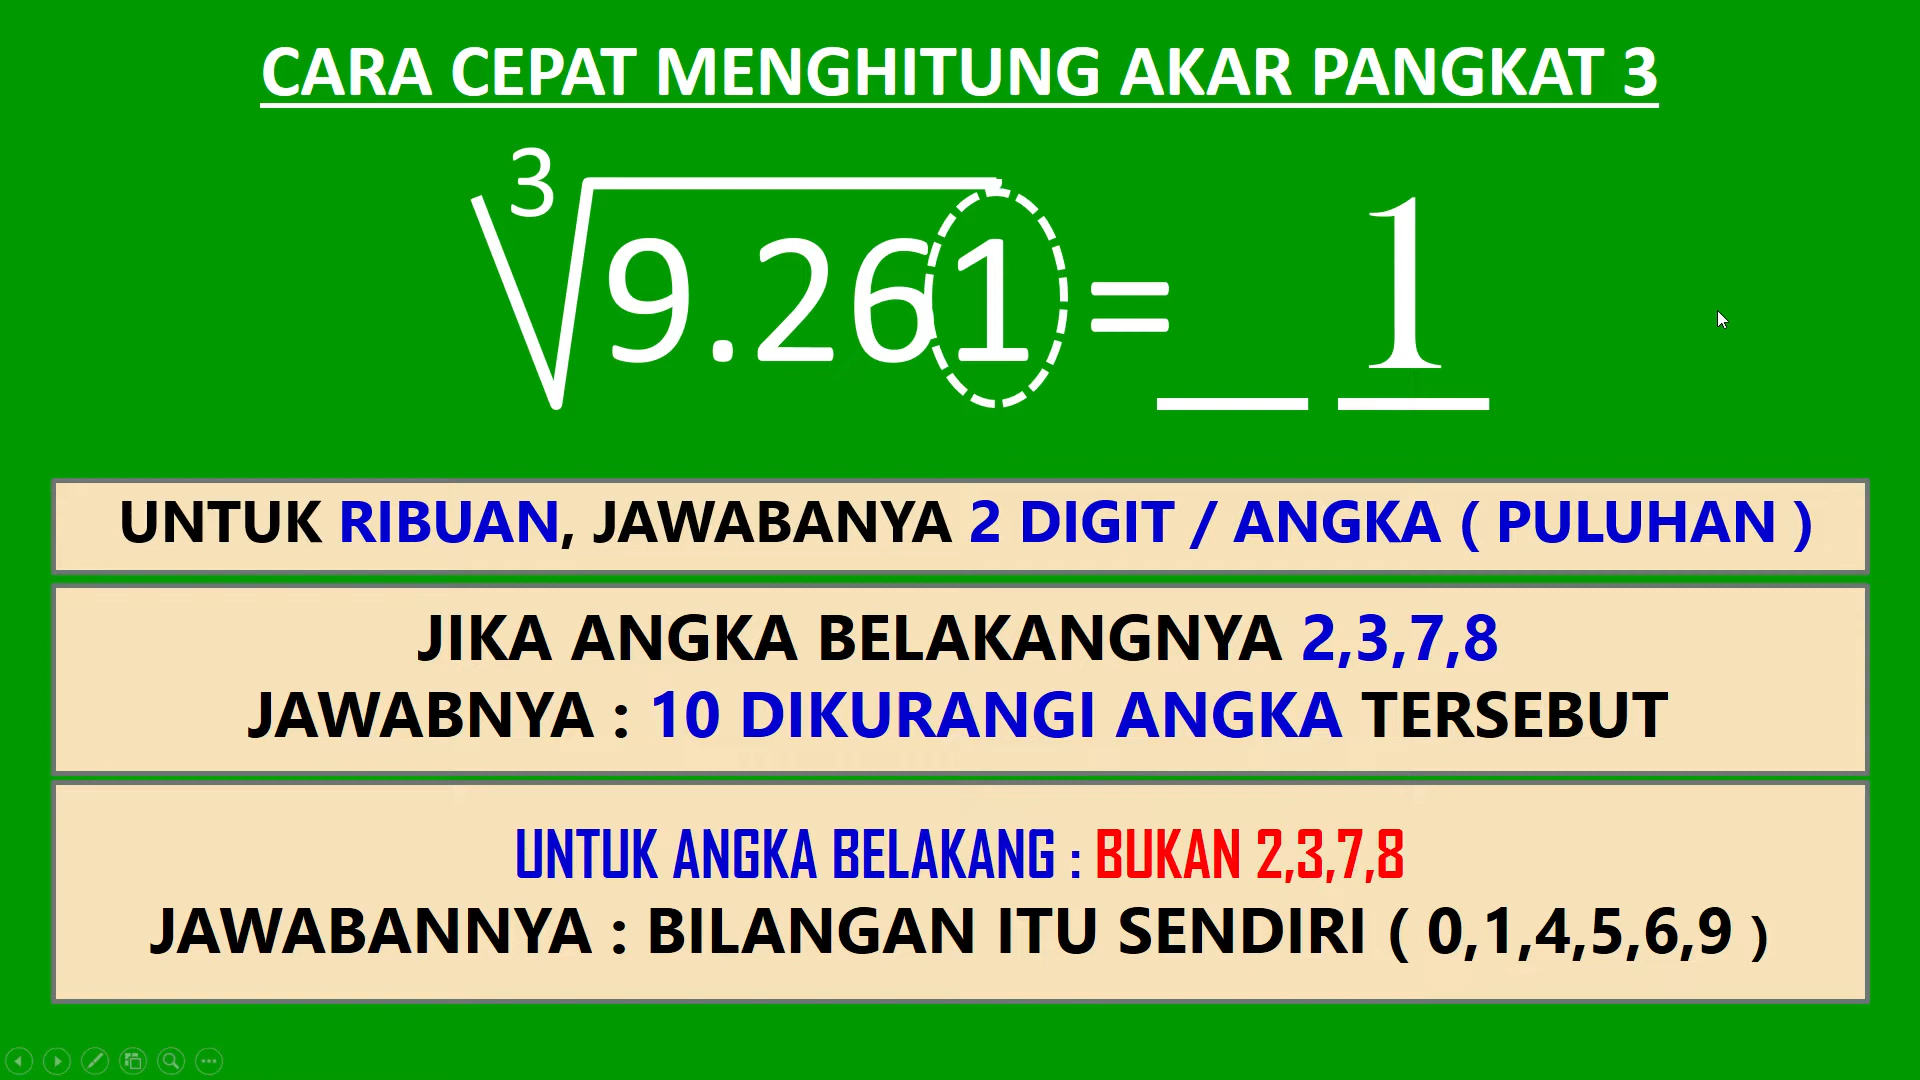 CARA CEPAT MENGHITUNG AKAR PANGKAT 3
3
√9.261 = __ 1
UNTUK RIBUAN, JAWABANYA 2 DIGIT / ANGKA ( PULUHAN )
JIKA ANGKA BELAKANGNYA 2,3,7,8
JAWABNYA : 10 DIKURANGI ANGKA TERSEBUT
UNTUK ANGKA BELAKANG : BUKAN 2,3,7,8
JAWABANNYA : BILANGAN ITU SENDIRI ( 0,1,4,5,6,9 )